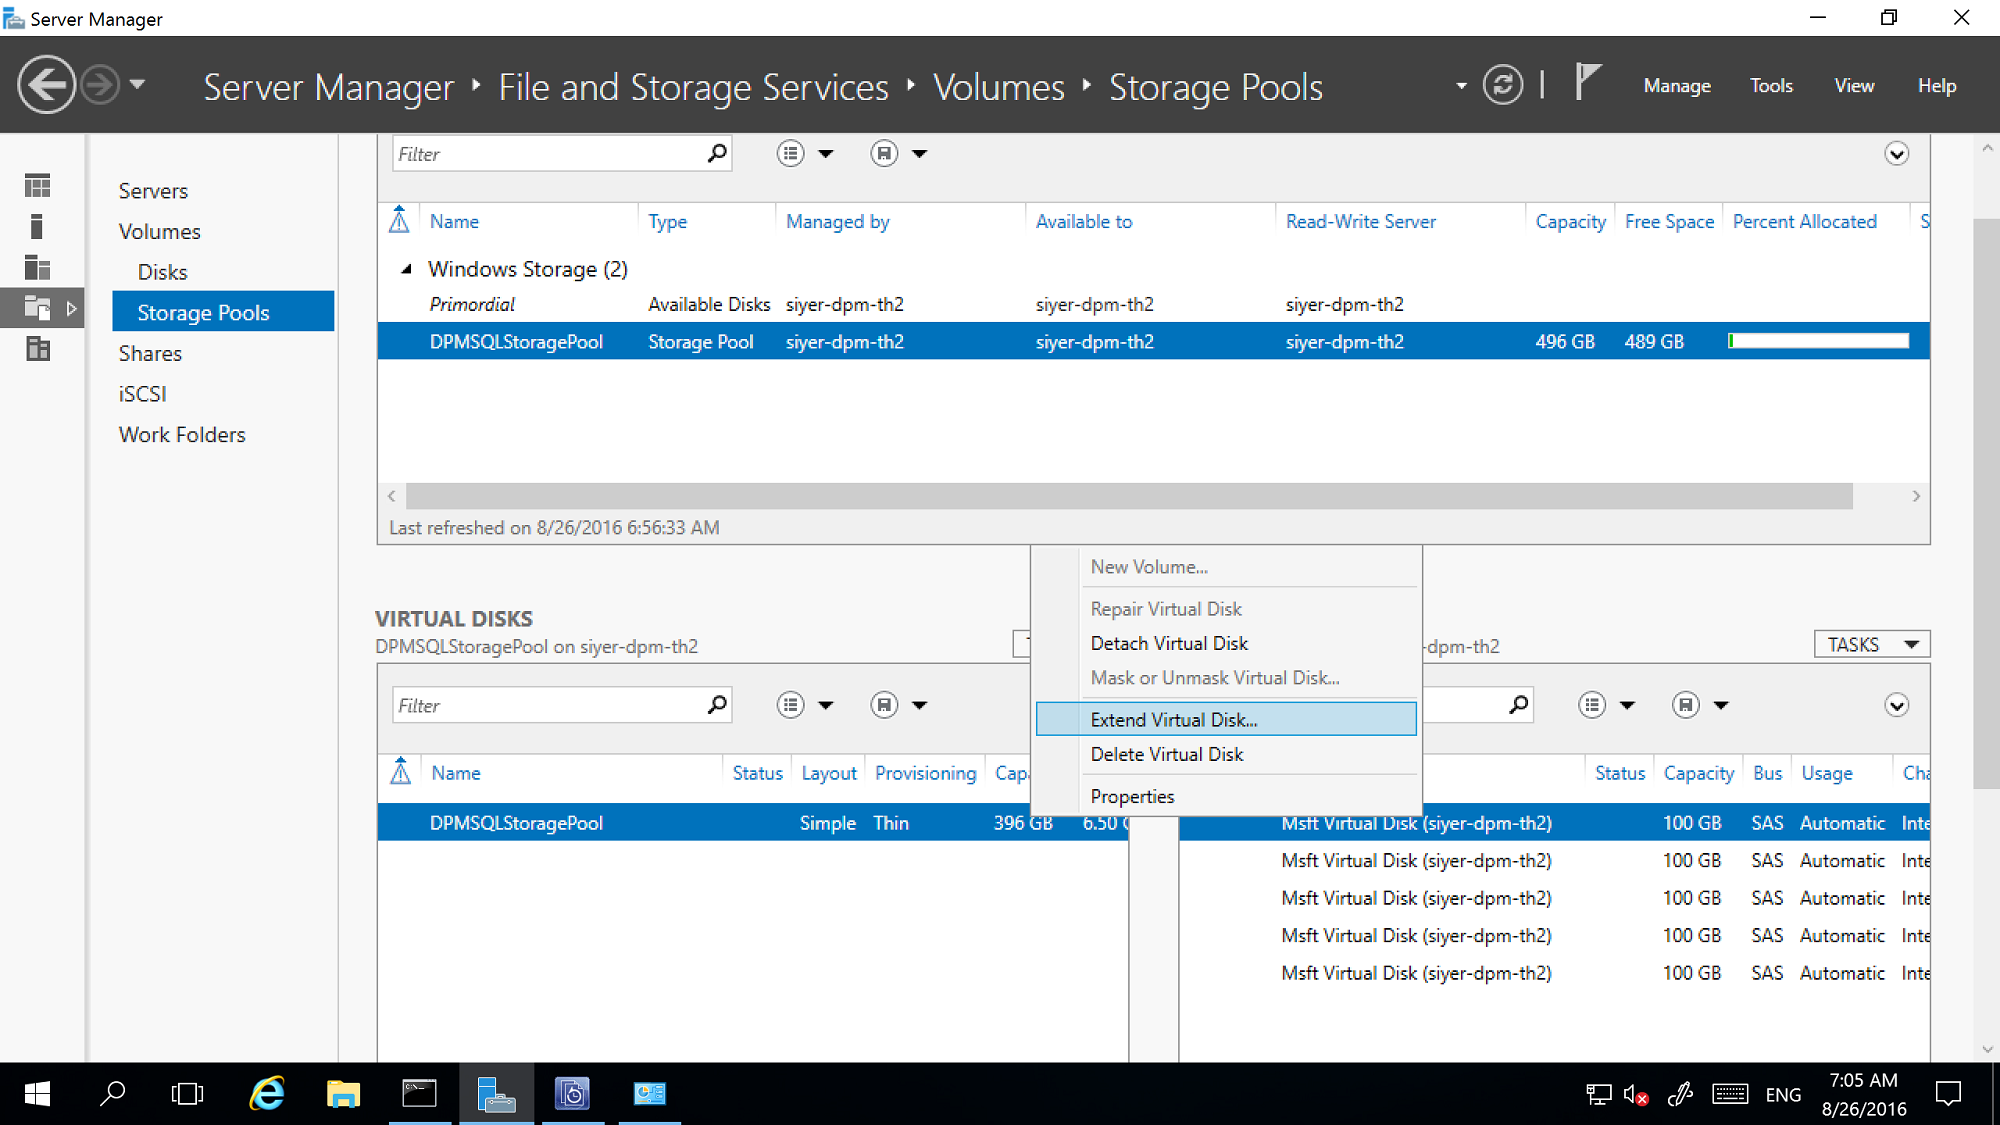 Server Manager
Server Manager ‣ File and Storage Services ‣ Volumes ‣ Storage Pools
Manage Tools View Help
Servers
Volumes
Disks
Storage Pools
Shares
iSCSI
Work Folders
Filter
Name Type Managed by Available to Read-Write Server Capacity Free Space Percent Allocated S
Windows Storage (2)
Primordial Available Disks siyer-dpm-th2 siyer-dpm-th2 siyer-dpm-th2
DPMSQLStoragePool Storage Pool siyer-dpm-th2 siyer-dpm-th2 siyer-dpm-th2 496 GB 489 GB
Last refreshed on 8/26/2016 6:56:33 AM
VIRTUAL DISKS
DPMSQLStoragePool on siyer-dpm-th2
Filter
Name Status Layout Provisioning Capa
DPMSQLStoragePool Simple Thin 396 GB 6.50 G
New Volume...
Repair Virtual Disk
Detach Virtual Disk
Mask or Unmask Virtual Disk...
Extend Virtual Disk...
Delete Virtual Disk
Properties
-dpm-th2
TASKS
Status Capacity Bus Usage Cha
Msft Virtual Disk (siyer-dpm-th2) 100 GB SAS Automatic Inte
Msft Virtual Disk (siyer-dpm-th2) 100 GB SAS Automatic Inte
Msft Virtual Disk (siyer-dpm-th2) 100 GB SAS Automatic Inte
Msft Virtual Disk (siyer-dpm-th2) 100 GB SAS Automatic Inte
Msft Virtual Disk (siyer-dpm-th2) 100 GB SAS Automatic Inte
ENG
7:05 AM
8/26/2016